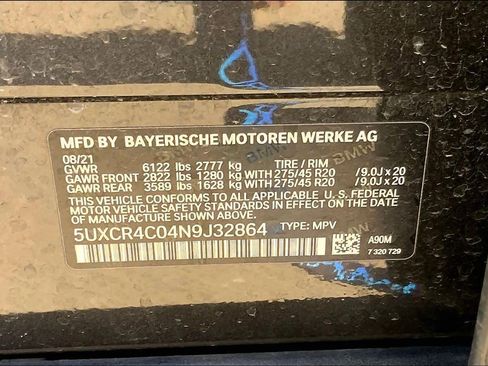 MFD BY BAYERISCHE MOTOREN WERKE AG
08/21
GVWR 6122 lbs 2777 kg TIRE / RIM
GAWR FRONT 2822 lbs 1280 kg WITH 275/45 R20 /9.0J x 20
GAWR REAR 3589 lbs 1628 kg WITH 275/45 R20 /9.0J x 20
THIS VEHICLE CONFORMS TO ALL APPLICABLE U.S. FEDERAL
MOTOR VEHICLE SAFETY STANDARDS IN EFFECT ON THE
DATE OF MANUFACTURE SHOWN ABOVE.
5UXCR4C04N9J32864 TYPE: MPV
A90M
7 320 729
BMW
BMW
BMW